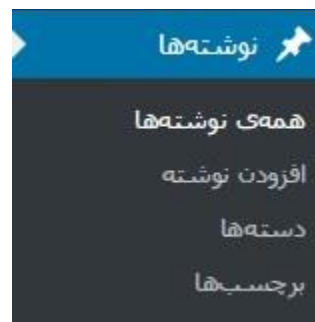 نوشته‌ها
همه‌ی نوشته‌ها
افزودن نوشته
دسته‌ها
برچسب‌ها